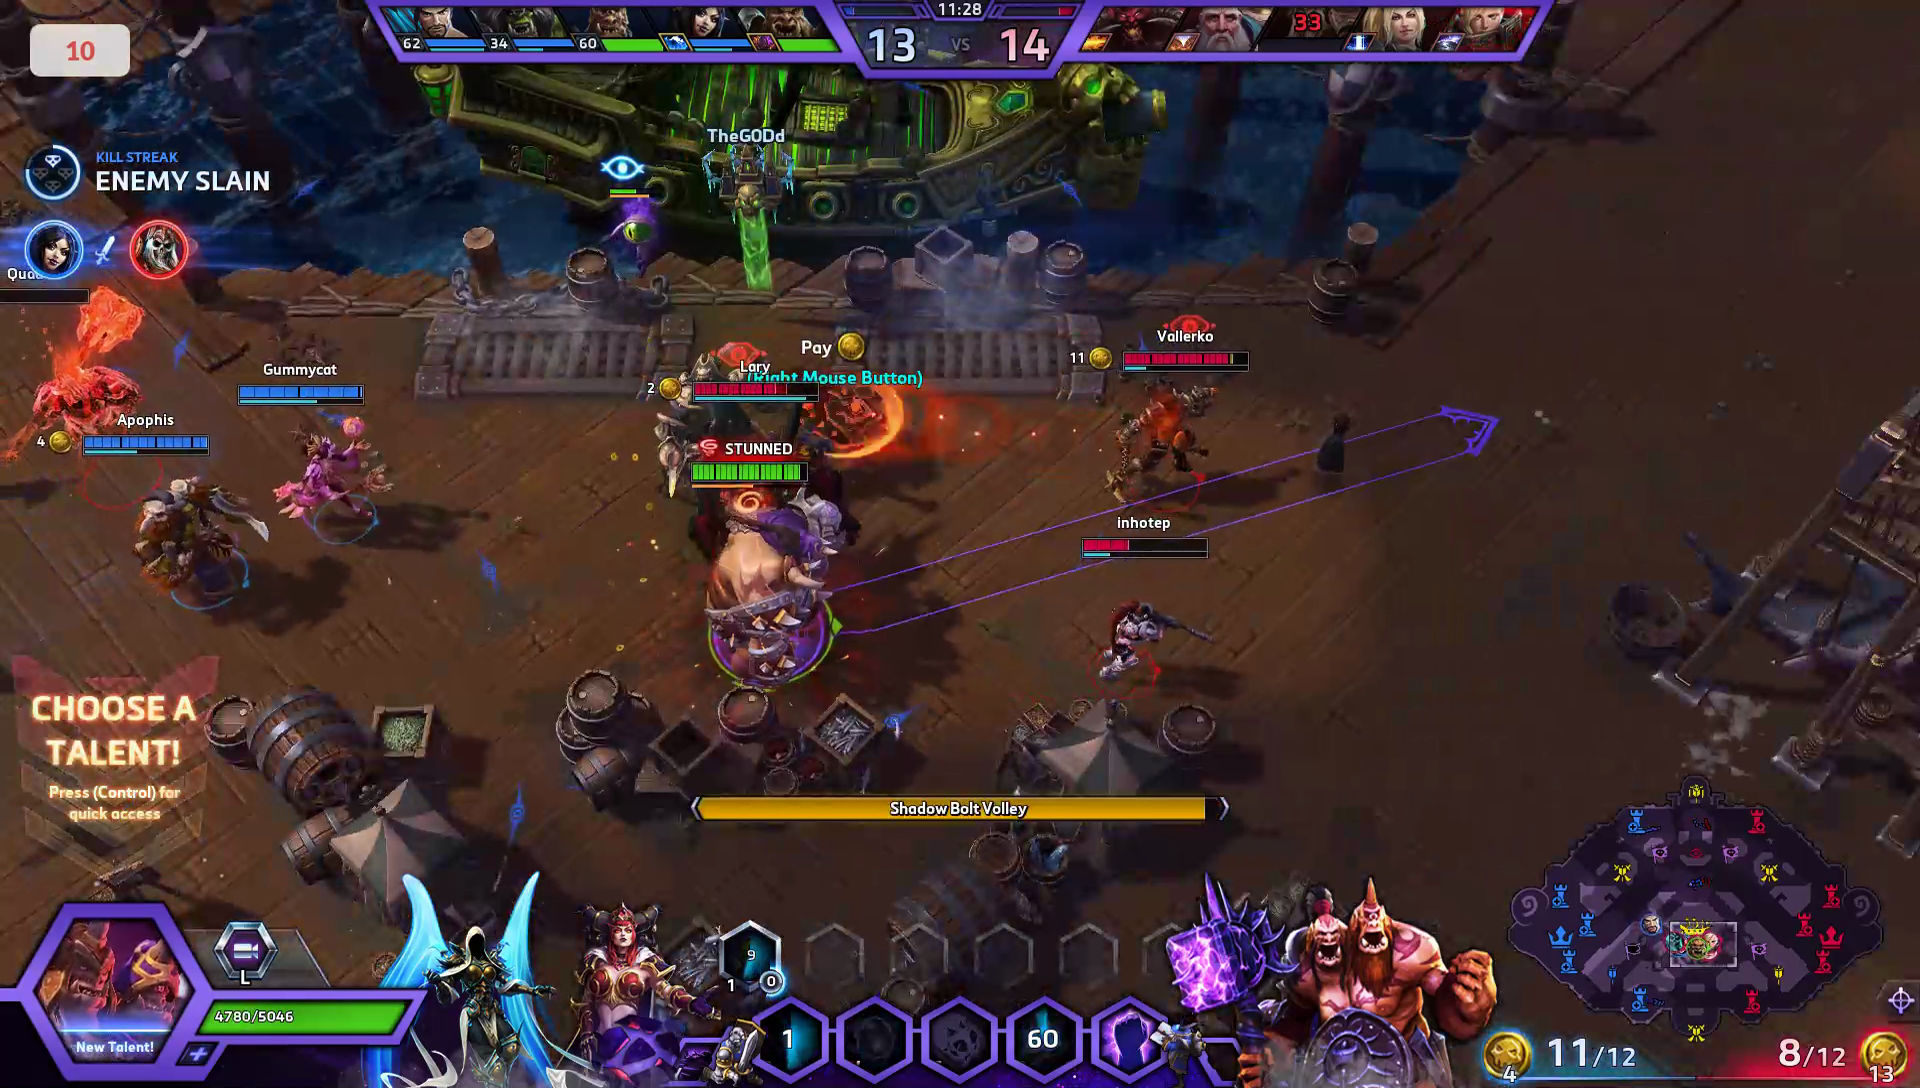 10
62
34
60
11:28
13 VS 14
33
KILL STREAK
ENEMY SLAIN
TheGODd
Gummycat
Apophis
4
Pay
(Right Mouse Button)
2
Lary
STUNNED
11
Vallerko
inhotep
CHOOSE A
TALENT!
Press (Control) for
quick access
Shadow Bolt Volley
L
4780/5046
New Talent!
9
1
0
1
60
11/12
4
8/12
13